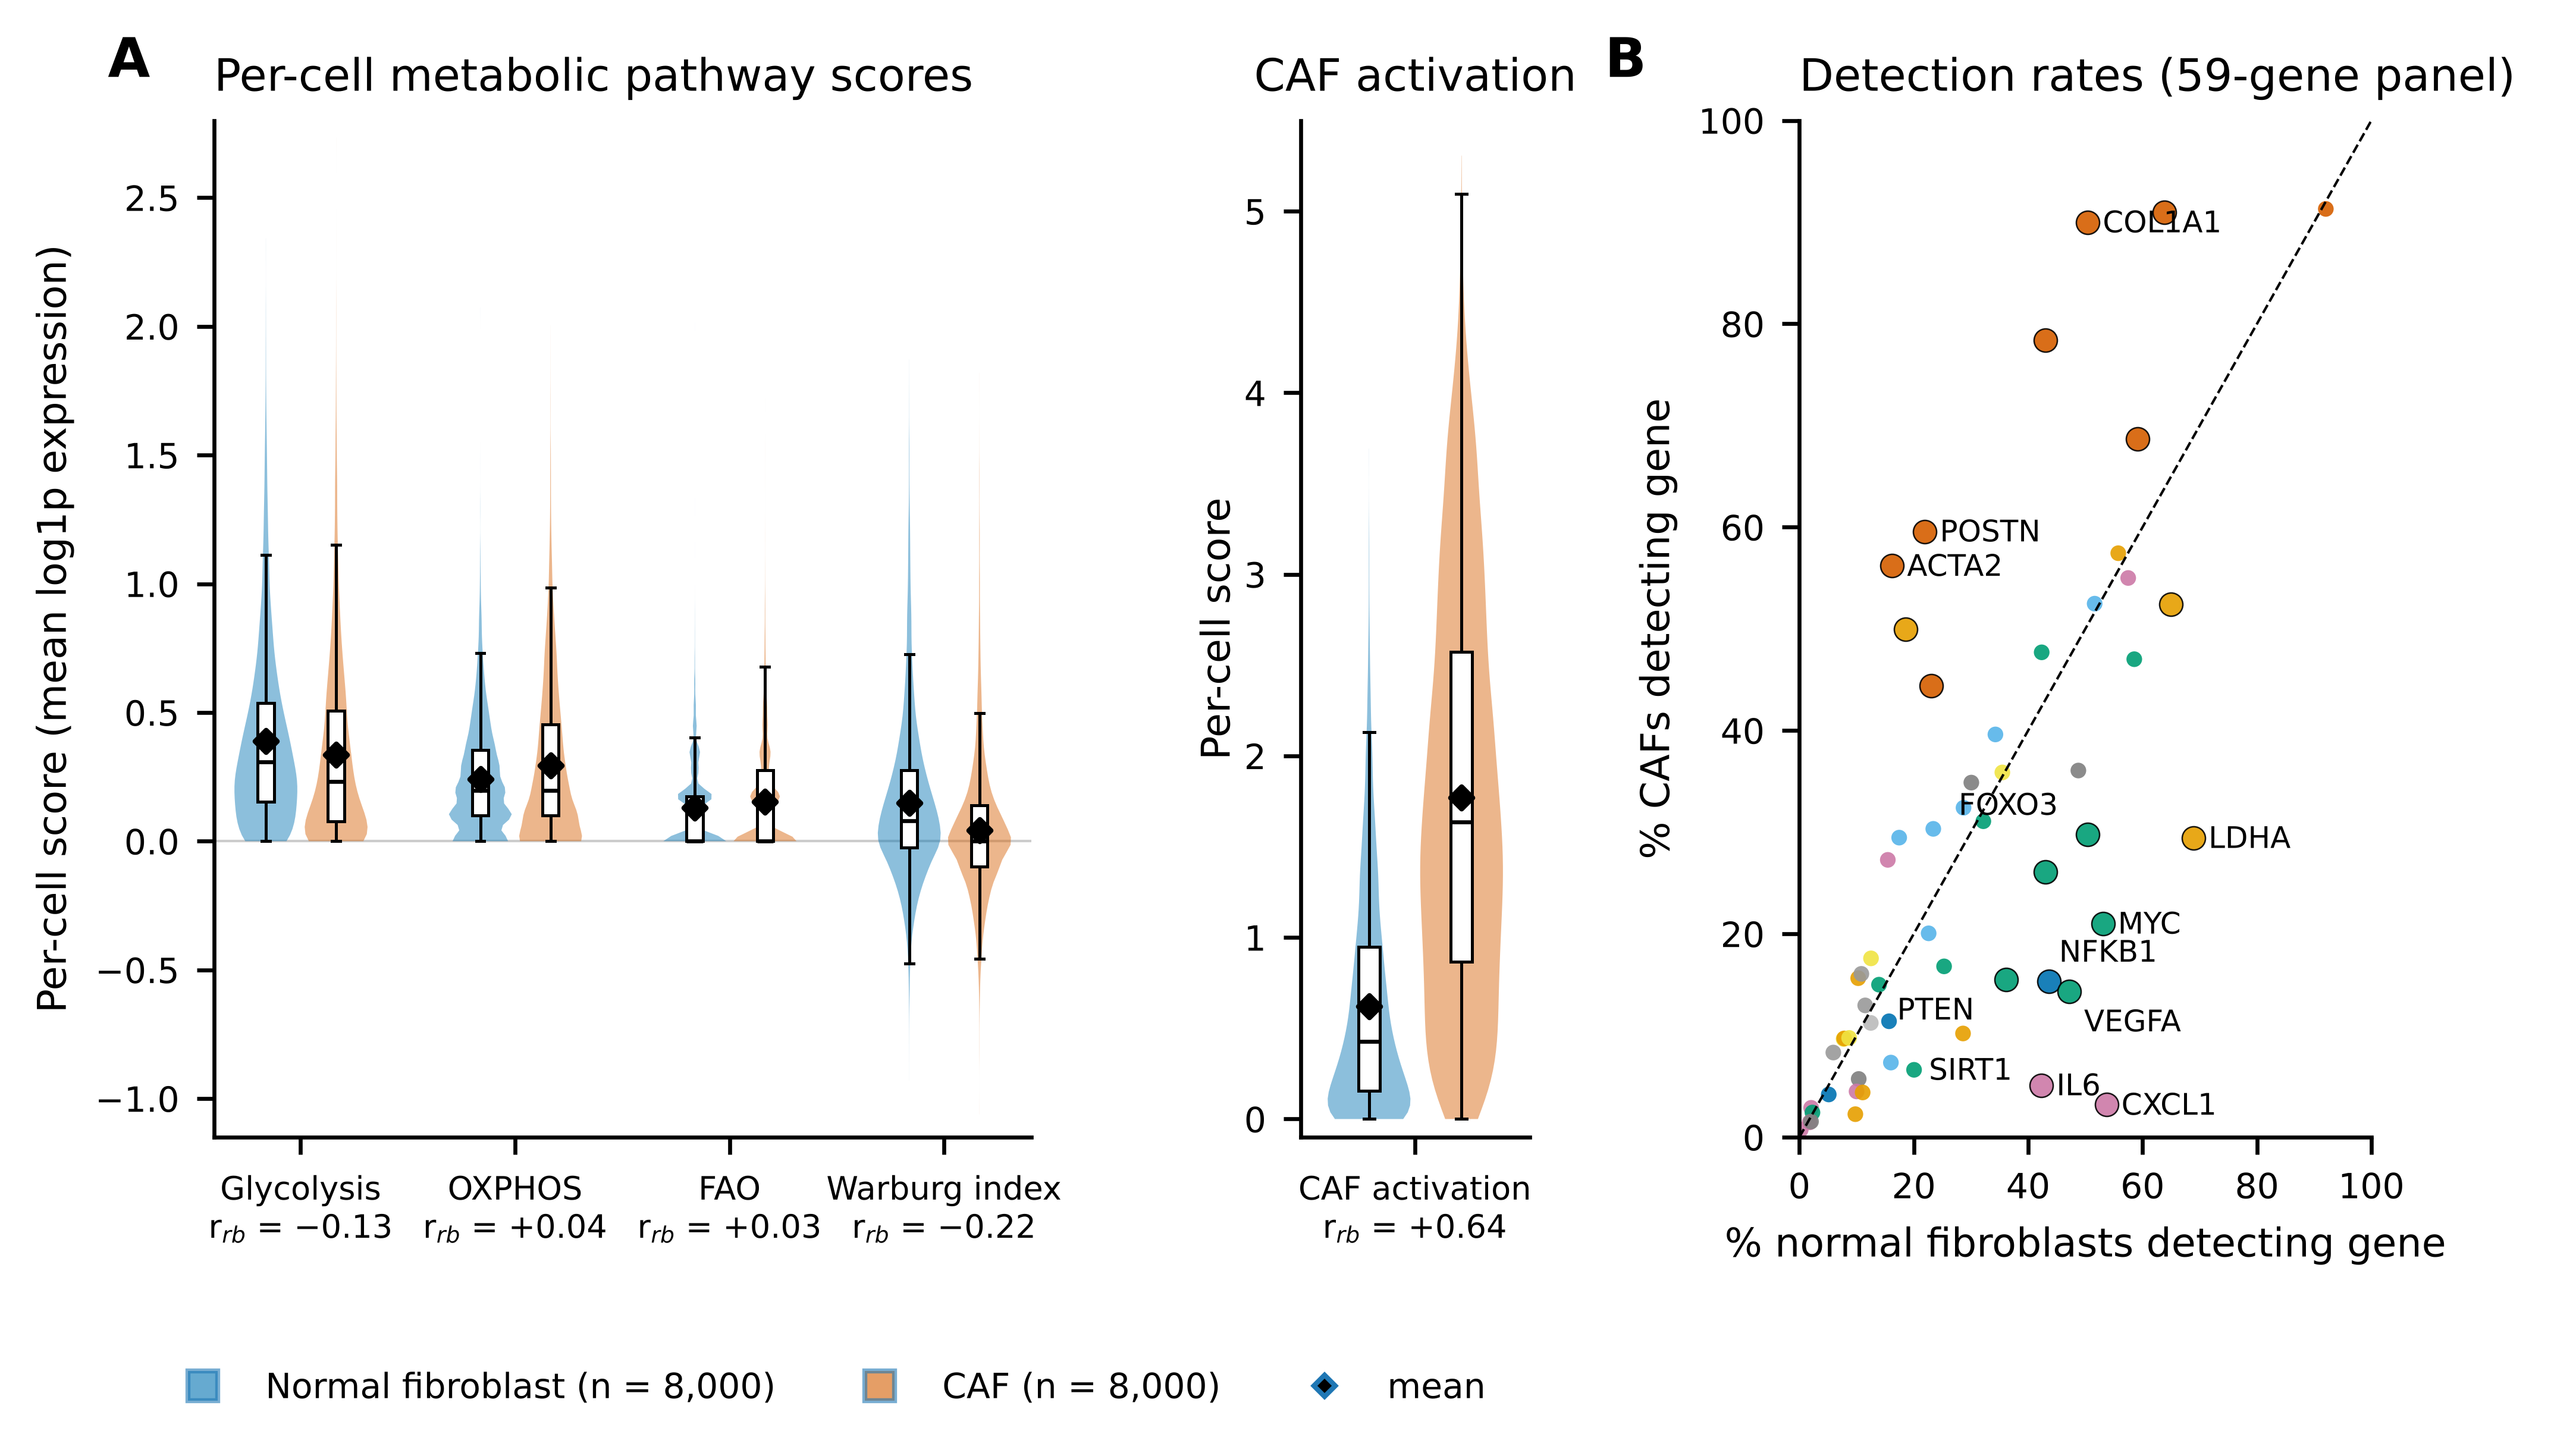 A
Per-cell metabolic pathway scores
Per-cell score (mean log1p expression)
2.5
2.0
1.5
1.0
0.5
0.0
−0.5
−1.0
Glycolysis
r_rb = −0.13
OXPHOS
r_rb = +0.04
FAO
r_rb = +0.03
Warburg index
r_rb = −0.22
CAF activation
Per-cell score
5
4
3
2
1
0
CAF activation
r_rb = +0.64
B
Detection rates (59-gene panel)
% CAFs detecting gene
100
80
60
40
20
0
COL1A1
POSTN
ACTA2
FOXO3
LDHA
MYC
NFKB1
PTEN
VEGFA
SIRT1
IL6
CXCL1
0 20 40 60 80 100
% normal fibroblasts detecting gene
Normal fibroblast (n = 8,000)
CAF (n = 8,000)
mean